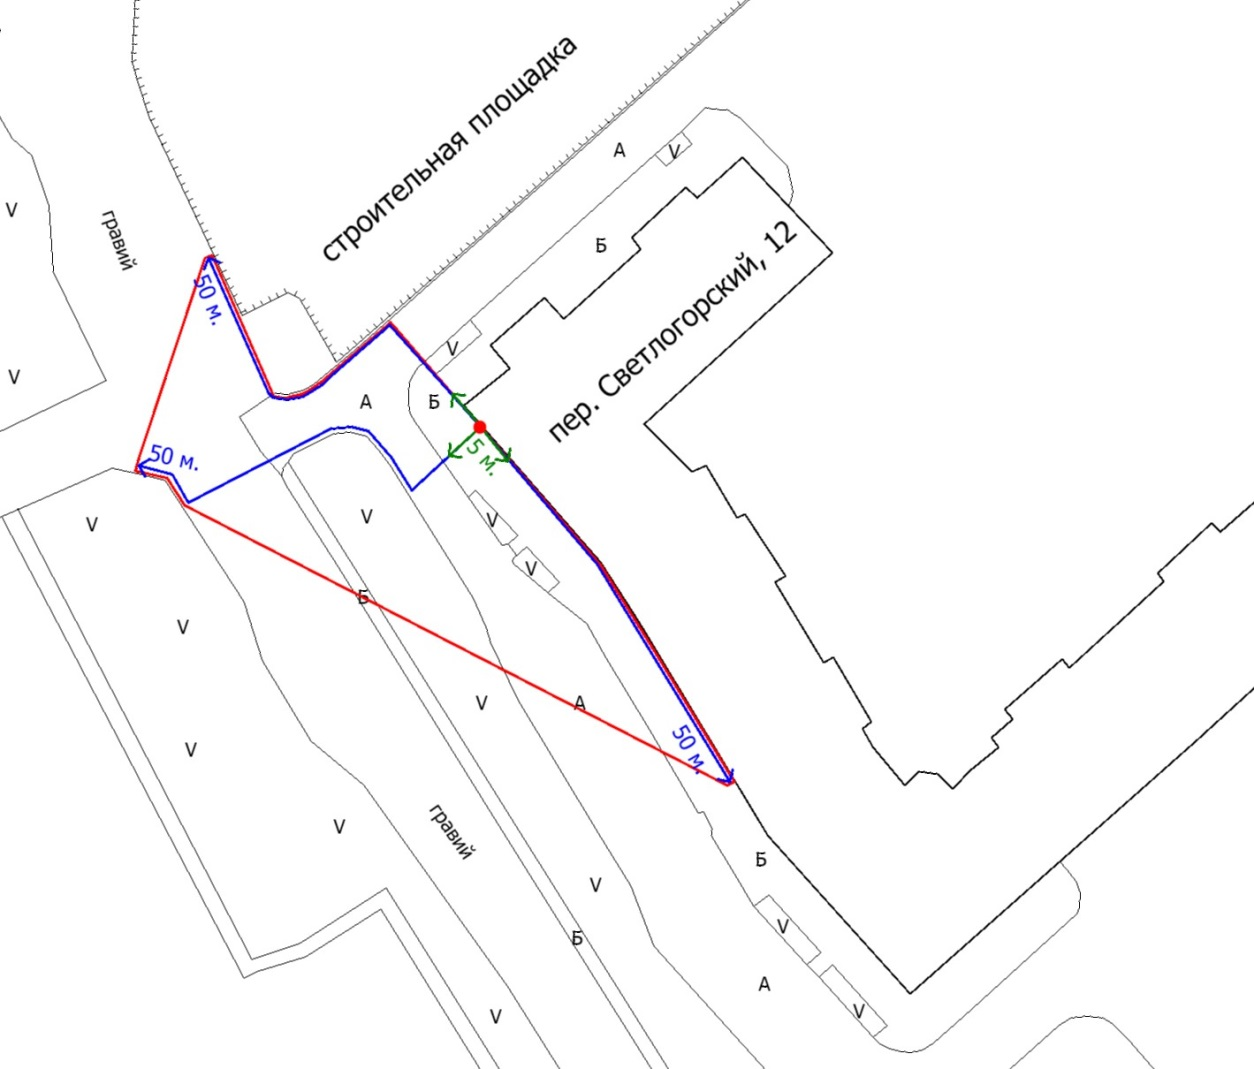 строительная площадка
А
V
V
гравий
Б
пер. Светлогорский, 12
50 м.
V
V
А
Б
50 м.
5 м.
V
V
V
V
Б
V
V
А
50 м.
V
V
гравий
Б
V
V
Б
А
V
V